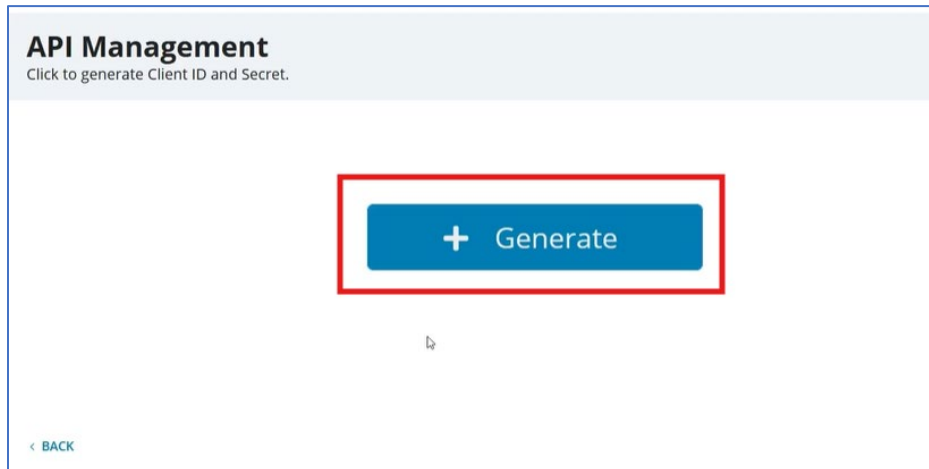 API Management
Click to generate Client ID and Secret.
+ Generate
< BACK